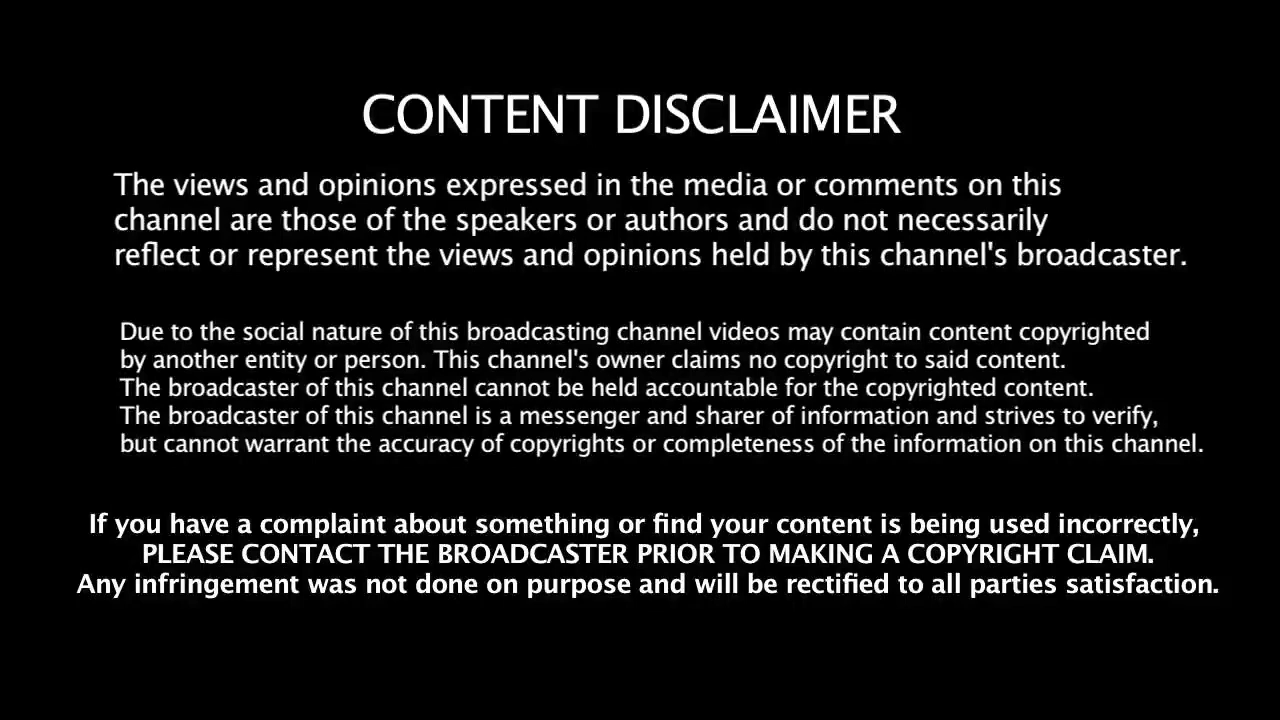 CONTENT DISCLAIMER
The views and opinions expressed in the media or comments on this
channel are those of the speakers or authors and do not necessarily
reflect or represent the views and opinions held by this channel's broadcaster.
Due to the social nature of this broadcasting channel videos may contain content copyrighted
by another entity or person. This channel's owner claims no copyright to said content.
The broadcaster of this channel cannot be held accountable for the copyrighted content.
The broadcaster of this channel is a messenger and sharer of information and strives to verify,
but cannot warrant the accuracy of copyrights or completeness of the information on this channel.
If you have a complaint about something or find your content is being used incorrectly,
PLEASE CONTACT THE BROADCASTER PRIOR TO MAKING A COPYRIGHT CLAIM.
Any infringement was not done on purpose and will be rectified to all parties satisfaction.